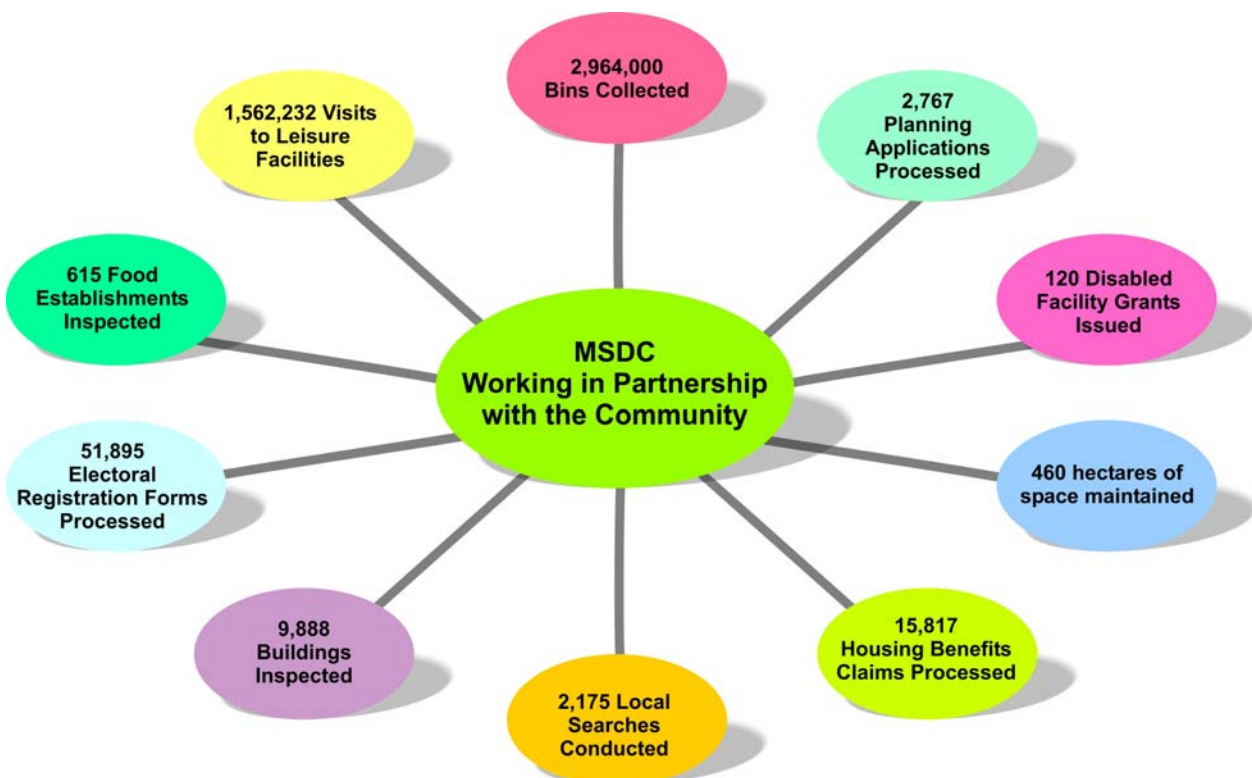 2,964,000
Bins Collected
2,767
Planning
Applications
Processed
120 Disabled
Facility Grants
Issued
460 hectares of
space maintained
15,817
Housing Benefits
Claims Processed
2,175 Local
Searches
Conducted
9,888
Buildings
Inspected
51,895
Electoral
Registration Forms
Processed
615 Food
Establishments
Inspected
1,562,232 Visits
to Leisure
Facilities
MSDC
Working in Partnership
with the Community